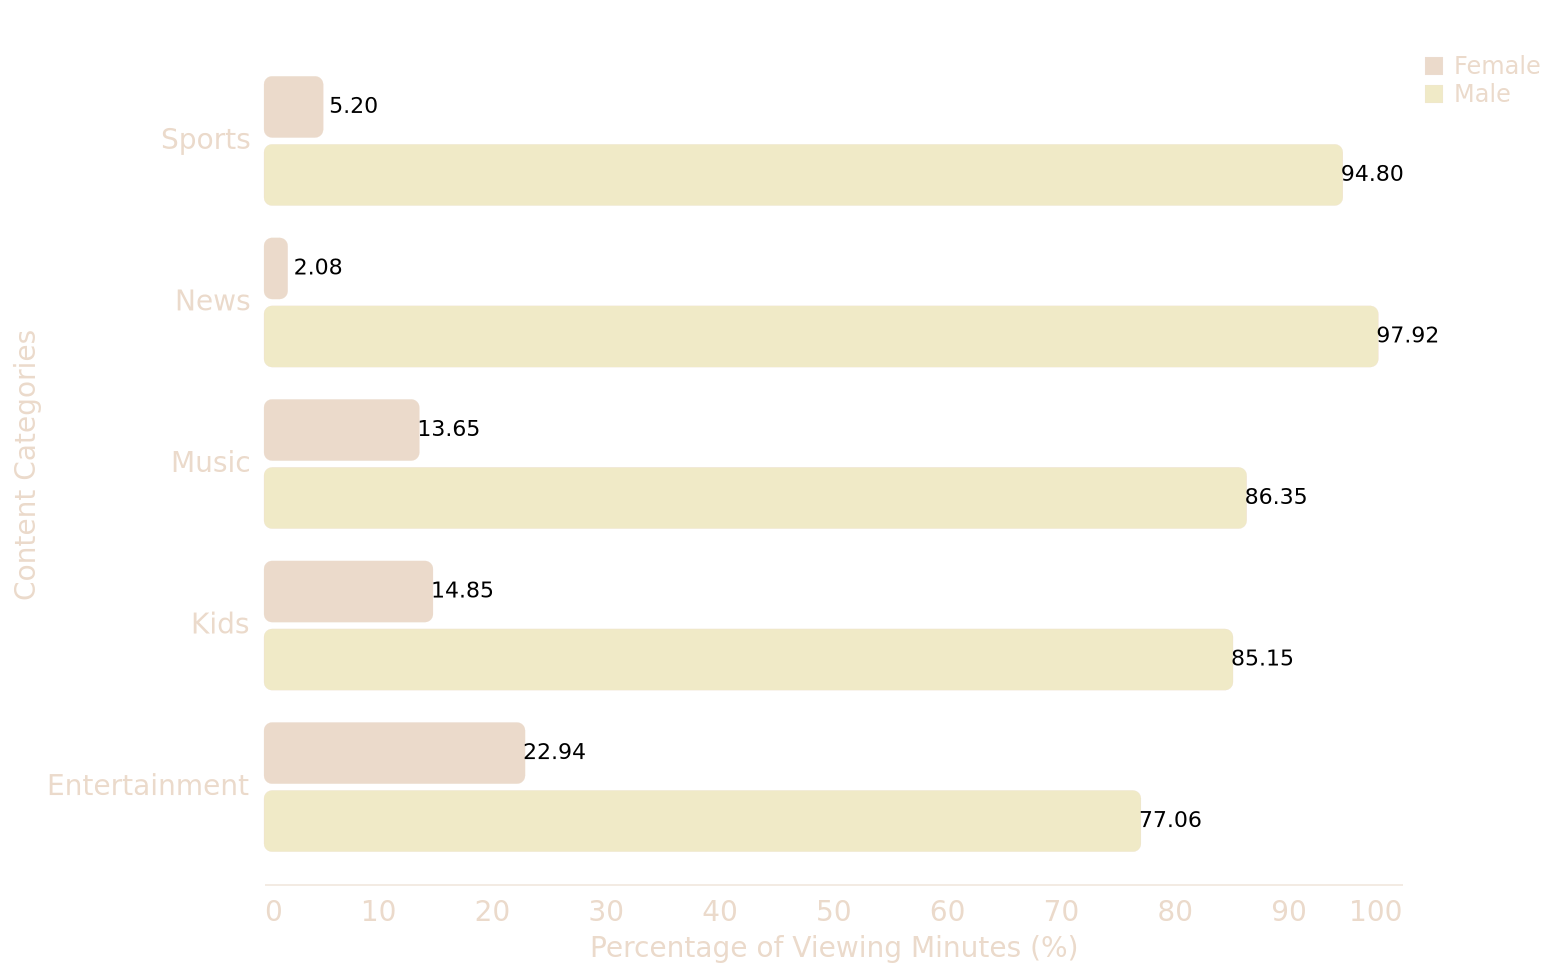 Female
Male
Sports
5.20
94.80
News
2.08
97.92
Music
13.65
86.35
Kids
14.85
85.15
Entertainment
22.94
77.06
Content Categories
0 10 20 30 40 50 60 70 80 90 100
Percentage of Viewing Minutes (%)